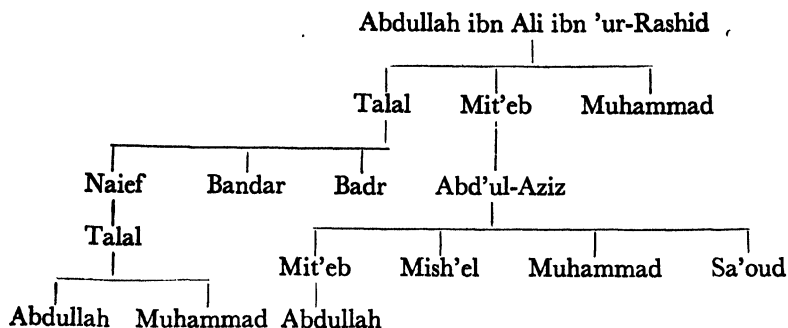 Abdullah ibn Ali ibn 'ur-Rashid
Talal Mit'eb Muhammad
Naief Bandar Badr Abd'ul-Aziz
Talal
Mit'eb Mish'el Muhammad Sa'oud
Abdullah Muhammad Abdullah